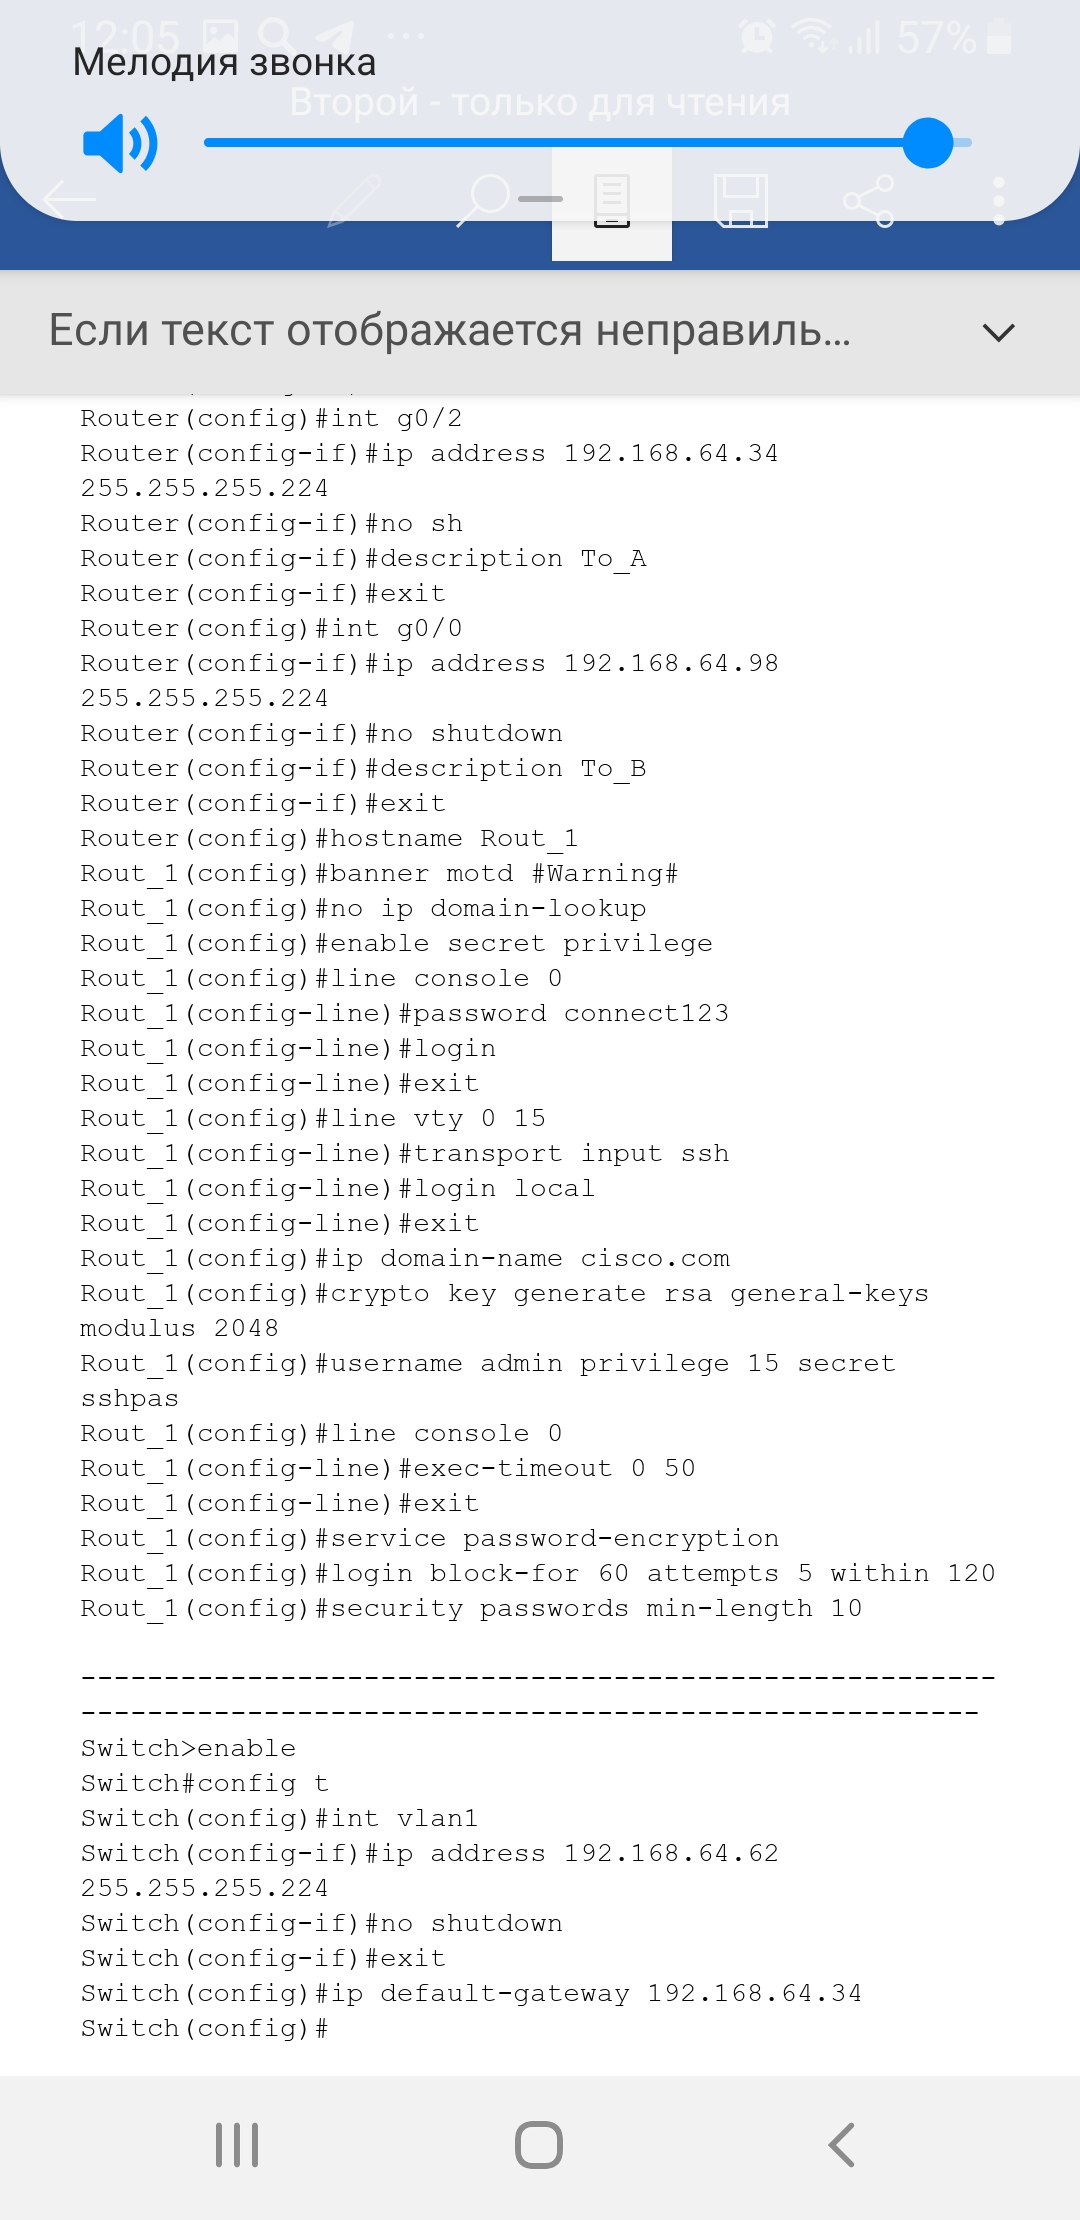 12:05 ... 57%
Мелодия звонка
Второй - только для чтения
Если текст отображается неправиль...
Router(config)#int g0/2
Router(config-if)#ip address 192.168.64.34
255.255.255.224
Router(config-if)#no sh
Router(config-if)#description To_A
Router(config-if)#exit
Router(config)#int g0/0
Router(config-if)#ip address 192.168.64.98
255.255.255.224
Router(config-if)#no shutdown
Router(config-if)#description To_B
Router(config-if)#exit
Router(config)#hostname Rout_1
Rout_1(config)#banner motd #Warning#
Rout_1(config)#no ip domain-lookup
Rout_1(config)#enable secret privilege
Rout_1(config)#line console 0
Rout_1(config-line)#password connect123
Rout_1(config-line)#login
Rout_1(config-line)#exit
Rout_1(config)#line vty 0 15
Rout_1(config-line)#transport input ssh
Rout_1(config-line)#login local
Rout_1(config-line)#exit
Rout_1(config)#ip domain-name cisco.com
Rout_1(config)#crypto key generate rsa general-keys
modulus 2048
Rout_1(config)#username admin privilege 15 secret
sshpas
Rout_1(config)#line console 0
Rout_1(config-line)#exec-timeout 0 50
Rout_1(config-line)#exit
Rout_1(config)#service password-encryption
Rout_1(config)#login block-for 60 attempts 5 within 120
Rout_1(config)#security passwords min-length 10
-------------------------------------------------------
------------------------------------------------------
Switch>enable
Switch#config t
Switch(config)#int vlan1
Switch(config-if)#ip address 192.168.64.62
255.255.255.224
Switch(config-if)#no shutdown
Switch(config-if)#exit
Switch(config)#ip default-gateway 192.168.64.34
Switch(config)#